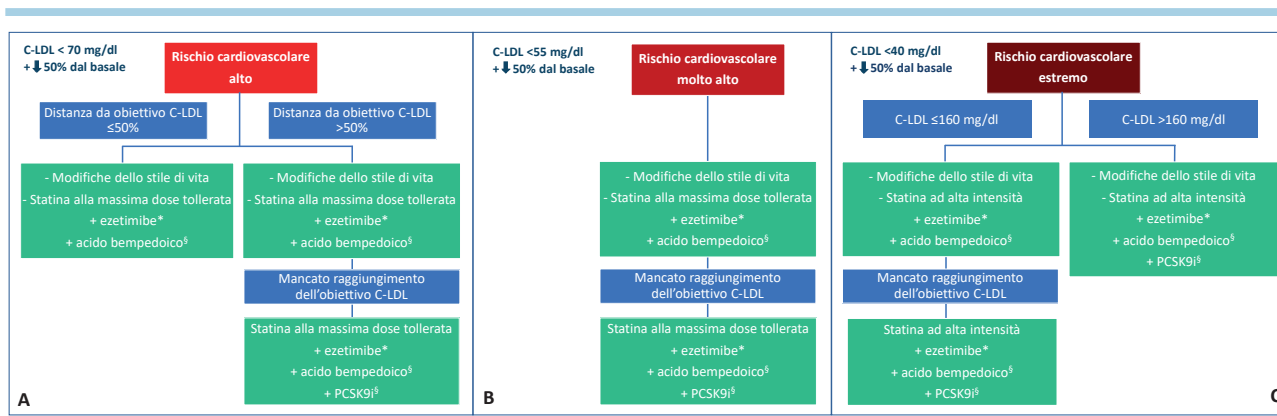 C-LDL < 70 mg/dl
+ ⬇ 50% dal basale
Rischio cardiovascolare
alto
Distanza da obiettivo C-LDL
≤50%
Distanza da obiettivo C-LDL
>50%
- Modifiche dello stile di vita
- Statina alla massima dose tollerata
+ ezetimibe*
+ acido bempedoico§
- Modifiche dello stile di vita
- Statina alla massima dose tollerata
+ ezetimibe*
+ acido bempedoico§
Mancato raggiungimento
dell'obiettivo C-LDL
Statina alla massima dose tollerata
+ ezetimibe*
+ acido bempedoico§
+ PCSK9i§
A
C-LDL <55 mg/dl
+⬇50% dal basale
Rischio cardiovascolare
molto alto
- Modifiche dello stile di vita
- Statina alla massima dose tollerata
+ ezetimibe*
+ acido bempedoico§
Mancato raggiungimento
dell'obiettivo C-LDL
Statina alla massima dose tollerata
+ ezetimibe*
+ acido bempedoico§
+ PCSK9i§
B
C-LDL <40 mg/dl
+⬇50% dal basale
Rischio cardiovascolare
estremo
C-LDL ≤160 mg/dl
C-LDL >160 mg/dl
- Modifiche dello stile di vita
- Statina ad alta intensità
+ ezetimibe*
+ acido bempedoico§
- Modifiche dello stile di vita
- Statina ad alta intensità
+ ezetimibe*
+ acido bempedoico§
+ PCSK9i§
Mancato raggiungimento
dell'obiettivo C-LDL
Statina ad alta intensità
+ ezetimibe*
+ acido bempedoico§
+ PCSK9i§
C